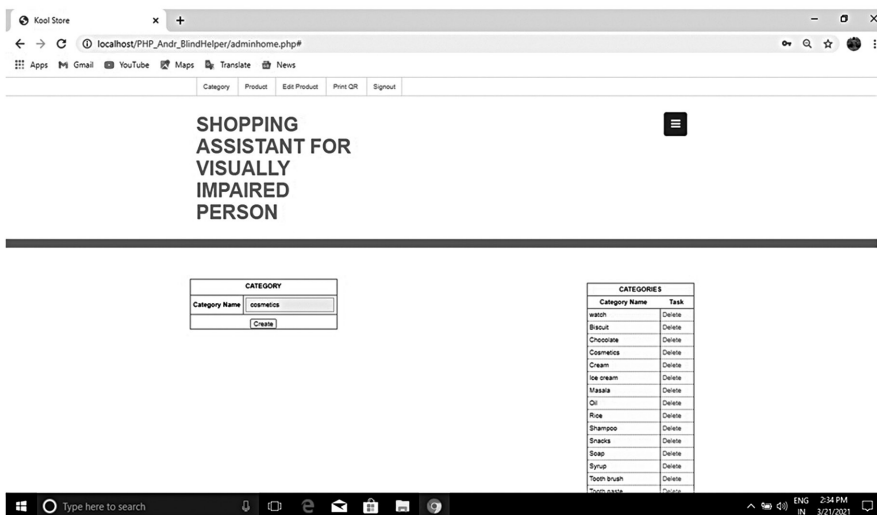 Kool Store
localhost/PHP_Andr_BlindHelper/adminhome.php#
Apps Gmail YouTube Maps Translate News
Category Product Edit Product Print QR Signout
SHOPPING
ASSISTANT FOR
VISUALLY
IMPAIRED
PERSON
CATEGORY
Category Name cosmetics
Create
CATEGORIES
Category Name Task
watch Delete
Biscuit Delete
Chocolate Delete
Cosmetics Delete
Cream Delete
Ice cream Delete
Masala Delete
Oil Delete
Rice Delete
Shampoo Delete
Snacks Delete
Soap Delete
Syrup Delete
Tooth brush Delete
Tooth paste Delete
Type here to search
ENG 2:34 PM
IN 3/21/2021